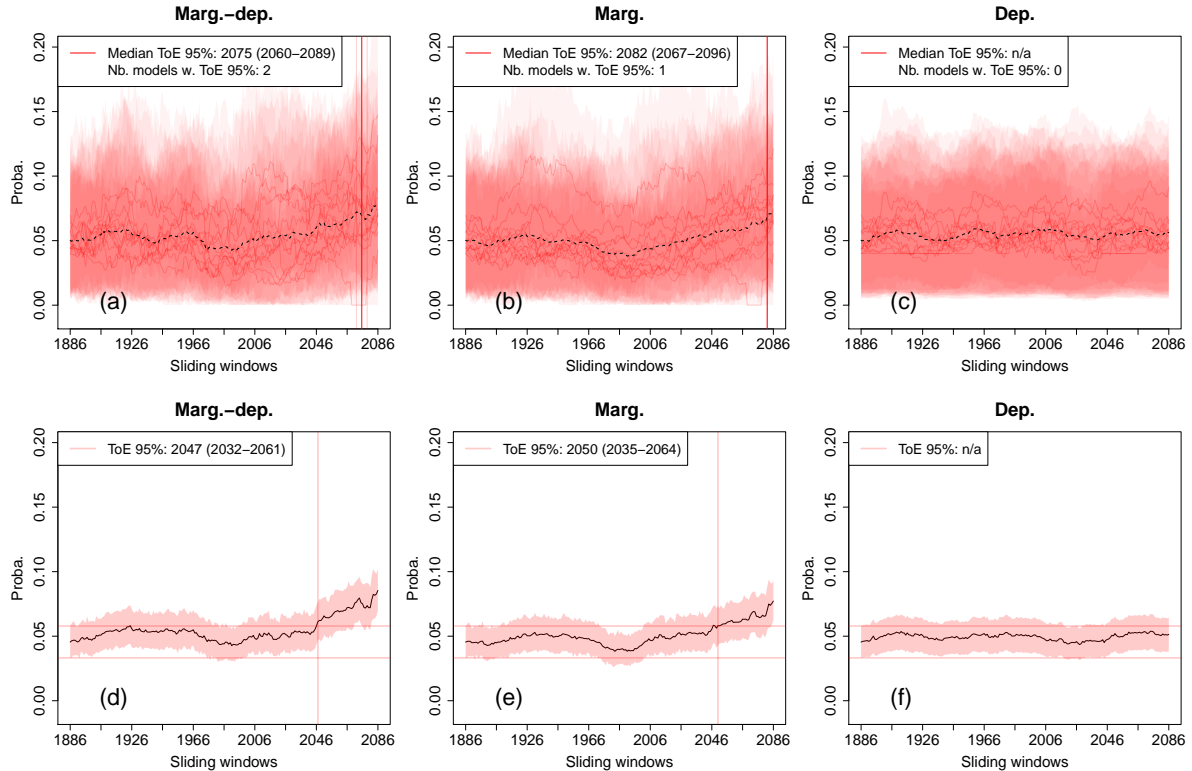 Marg.−dep.
Marg.
Dep.
Median ToE 95%: 2075 (2060−2089)
Nb. models w. ToE 95%: 2
Median ToE 95%: 2082 (2067−2096)
Nb. models w. ToE 95%: 1
Median ToE 95%: n/a
Nb. models w. ToE 95%: 0
Proba.
0.20
0.15
0.10
0.05
0.00
Proba.
0.20
0.15
0.10
0.05
0.00
Proba.
0.20
0.15
0.10
0.05
0.00
(a)
(b)
(c)
1886 1926 1966 2006 2046 2086
1886 1926 1966 2006 2046 2086
1886 1926 1966 2006 2046 2086
Sliding windows
Sliding windows
Sliding windows
Marg.−dep.
Marg.
Dep.
ToE 95%: 2047 (2032−2061)
ToE 95%: 2050 (2035−2064)
ToE 95%: n/a
Proba.
0.20
0.15
0.10
0.05
0.00
Proba.
0.20
0.15
0.10
0.05
0.00
Proba.
0.20
0.15
0.10
0.05
0.00
(d)
(e)
(f)
1886 1926 1966 2006 2046 2086
1886 1926 1966 2006 2046 2086
1886 1926 1966 2006 2046 2086
Sliding windows
Sliding windows
Sliding windows